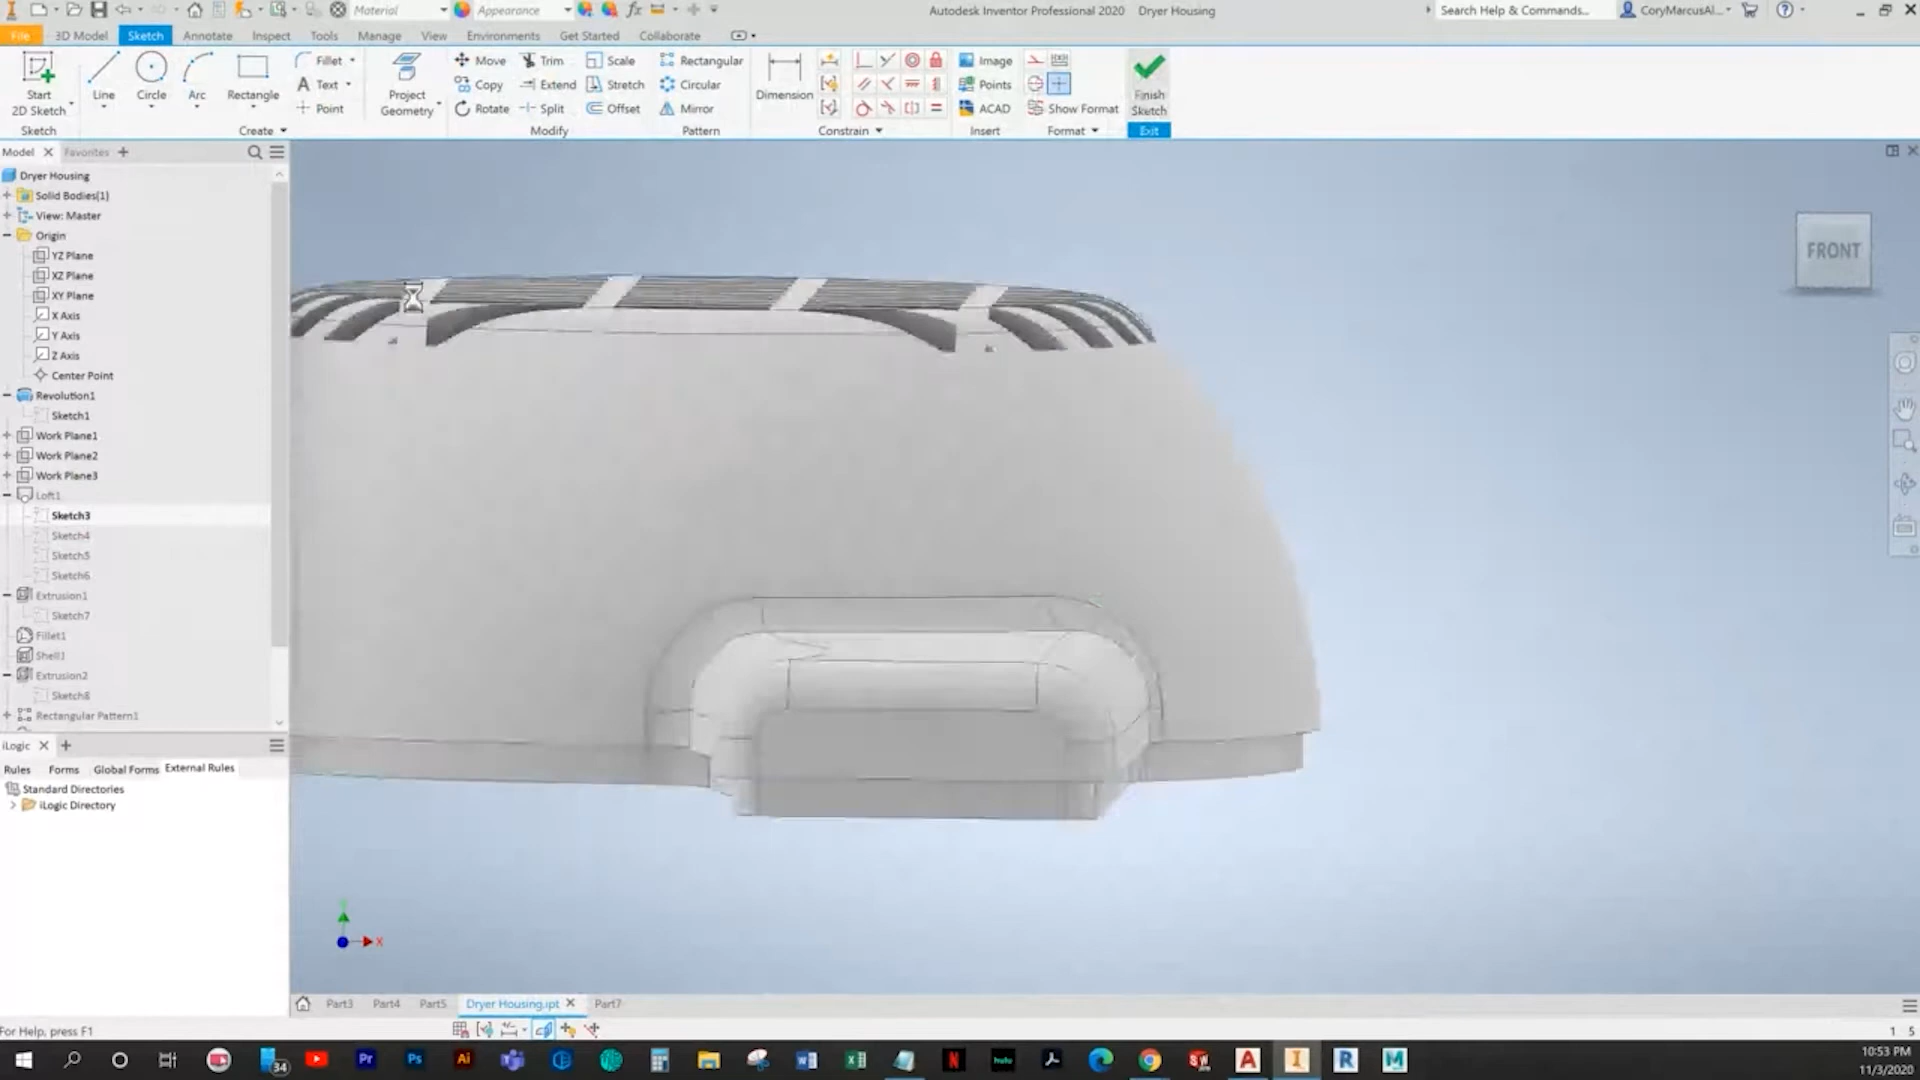 Material
Appearance
Autodesk Inventor Professional 2020 Dryer Housing
Search Help & Commands...
CoryMarcusAl...
File 3D Model Sketch Annotate Inspect Tools Manage View Environments Get Started Collaborate
Start 2D Sketch
Line
Circle
Arc
Rectangle
Fillet
Text
Point
Project Geometry
Move
Copy
Rotate
Trim
Extend
Split
Scale
Stretch
Offset
Rectangular
Circular
Mirror
Dimension
Image
Points
ACAD
Show Format
Finish Sketch
Sketch Create Modify Pattern Constrain Insert Format Exit
Model Favorites
Dryer Housing
Solid Bodies(1)
View: Master
Origin
YZ Plane
XZ Plane
XY Plane
X Axis
Y Axis
Z Axis
Center Point
Revolution1
Sketch1
Work Plane1
Work Plane2
Work Plane3
Loft1
Sketch3
Sketch4
Sketch5
Sketch6
Extrusion1
Sketch7
Fillet1
Shell1
Extrusion2
Sketch8
Rectangular Pattern1
iLogic
Rules Forms Global Forms External Rules
Standard Directories
iLogic Directory
FRONT
X
Part3 Part4 Part5 Dryer Housing.ipt Part7
For Help, press F1
1 5
34
Pr
Ps
Ai
hulu
10:53 PM
11/3/2020